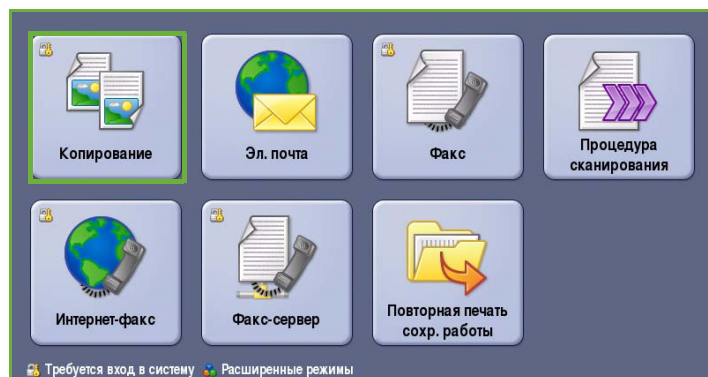 Копирование
Эл. почта
Факс
Процедура
сканирования
Интернет-факс
Факс-сервер
Повторная печать
сохр. работы
Требуется вход в систему
Расширенные режимы